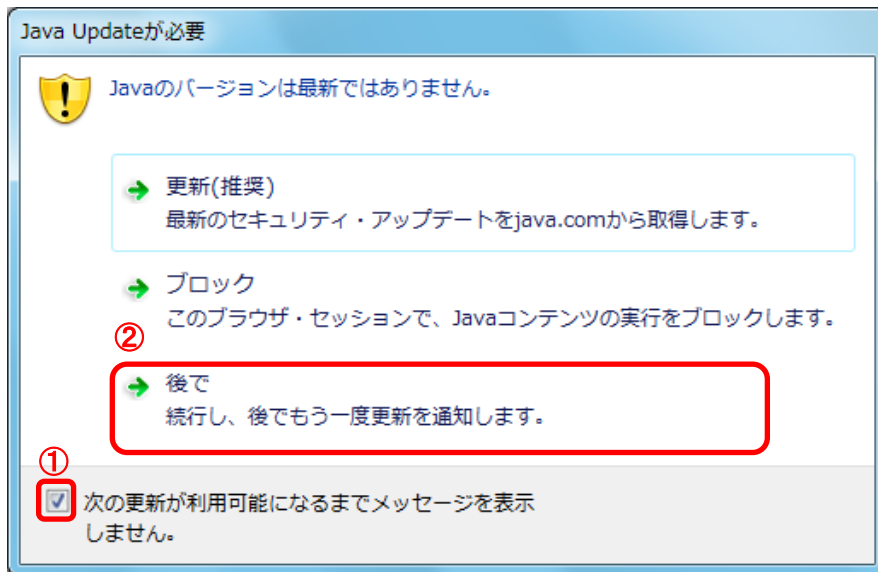 Java Updateが必要
Javaのバージョンは最新ではありません。
更新(推奨)
最新のセキュリティ・アップデートをjava.comから取得します。
ブロック
このブラウザ・セッションで、Javaコンテンツの実行をブロックします。
②
後で
続行し、後でもう一度更新を通知します。
①
次の更新が利用可能になるまでメッセージを表示
しません。